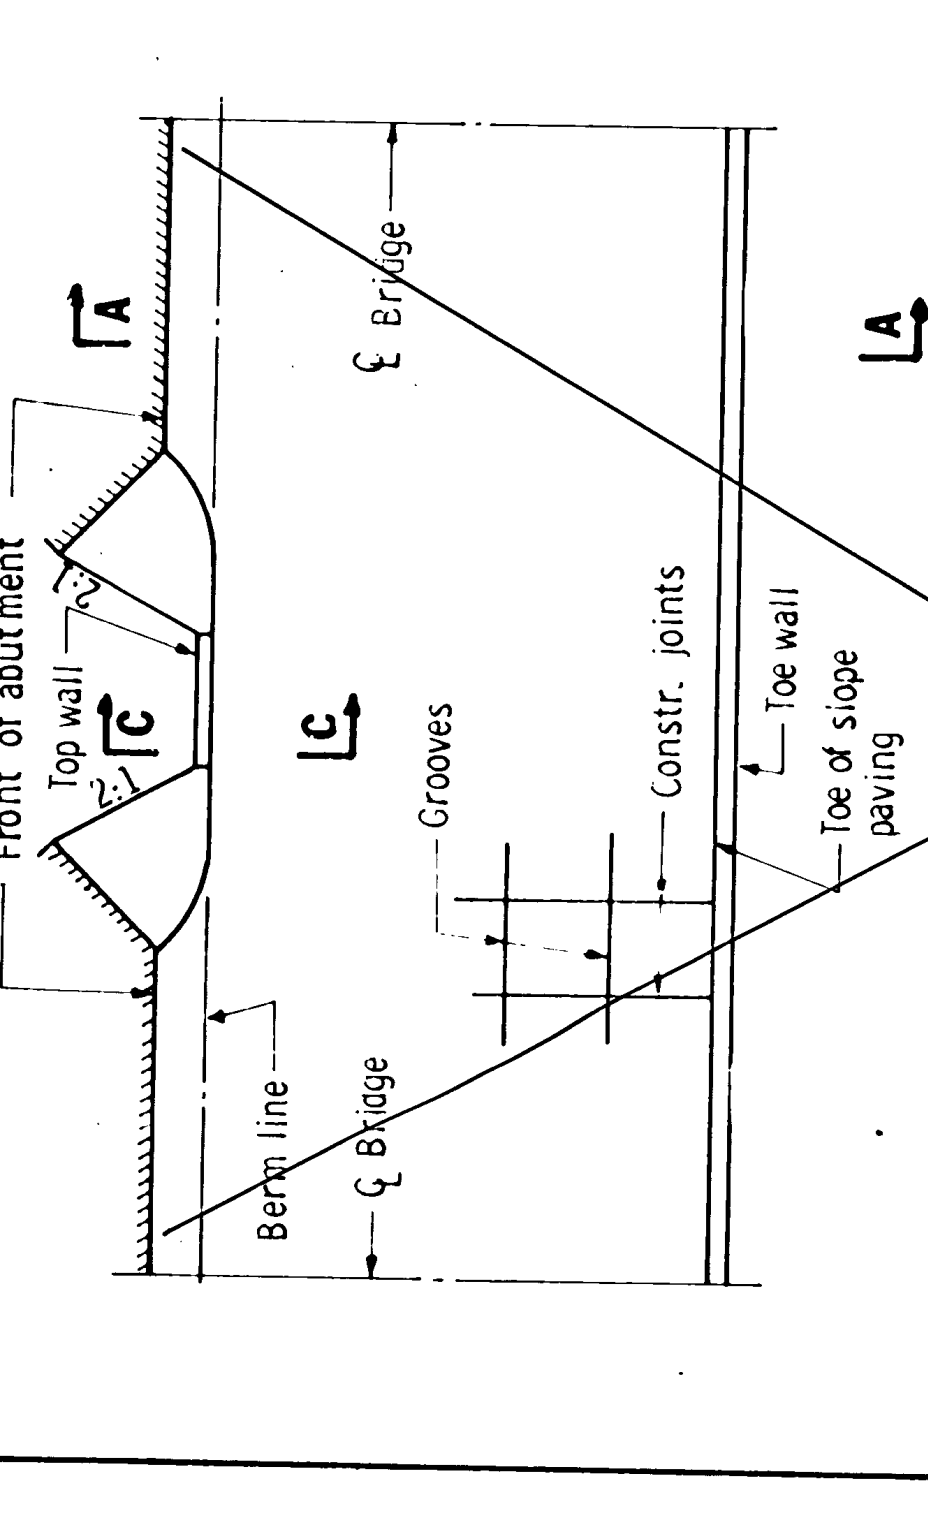 Front of abutment
Top wall
2:1
1:2
A
A
C
C
℄ Bridge
℄ Bridge
Berm line
Grooves
Constr. joints
Toe wall
Toe of slope
paving